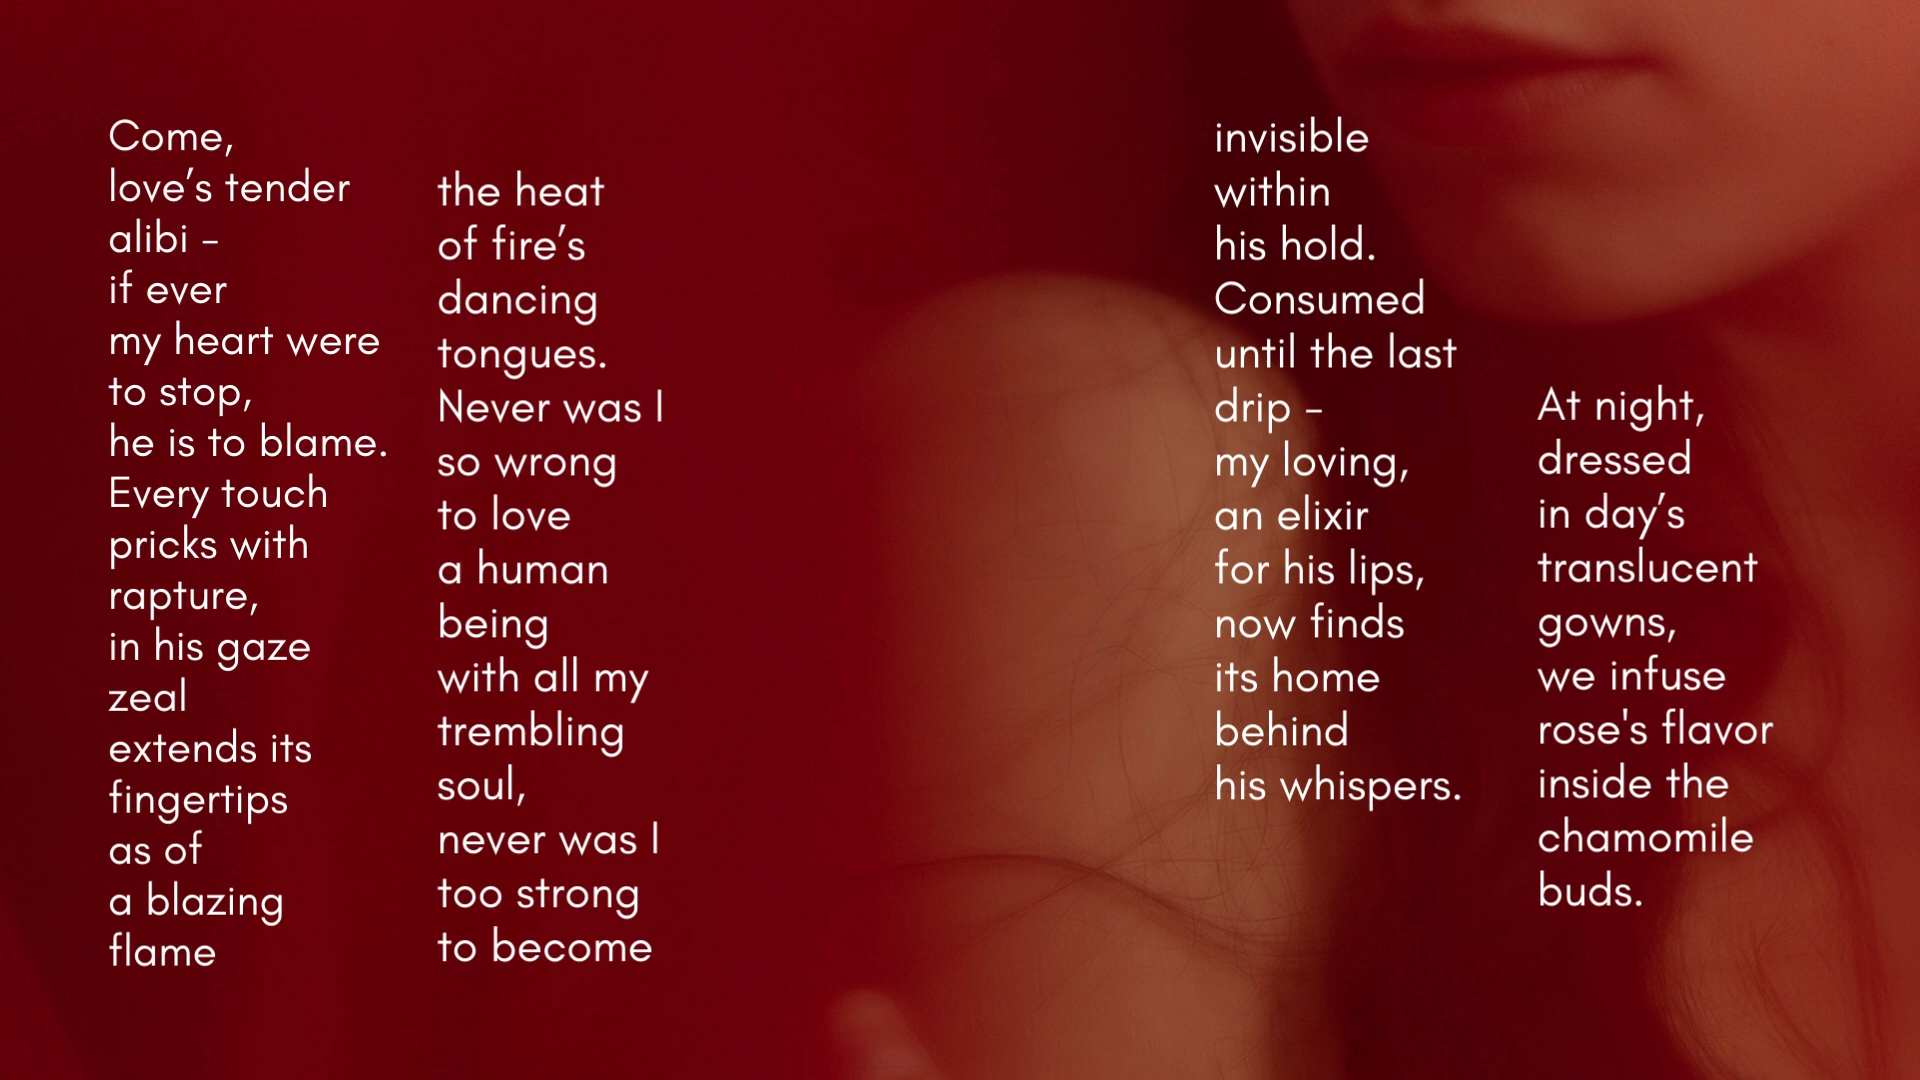 Come,
love’s tender
alibi –
if ever
my heart were
to stop,
he is to blame.
Every touch
pricks with
rapture,
in his gaze
zeal
extends its
fingertips
as of
a blazing
flame
the heat
of fire’s
dancing
tongues.
Never was I
so wrong
to love
a human
being
with all my
trembling
soul,
never was I
too strong
to become
invisible
within
his hold.
Consumed
until the last
drip –
my loving,
an elixir
for his lips,
now finds
its home
behind
his whispers.
At night,
dressed
in day’s
translucent
gowns,
we infuse
rose's flavor
inside the
chamomile
buds.